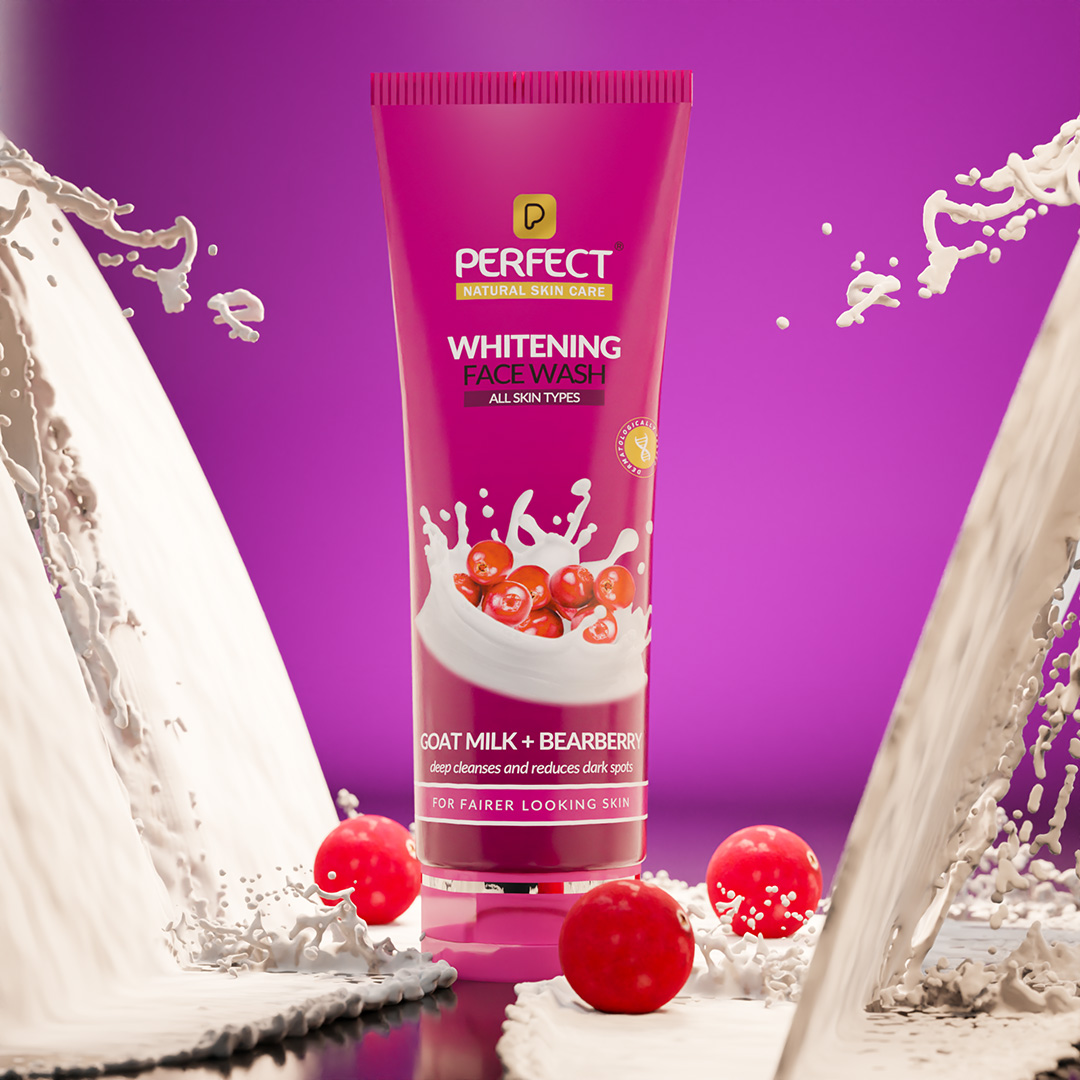 PERFECT®
NATURAL SKIN CARE
WHITENING
FACE WASH
ALL SKIN TYPES
GOAT MILK + BEARBERRY
deep cleanses and reduces dark spots
FOR FAIRER LOOKING SKIN